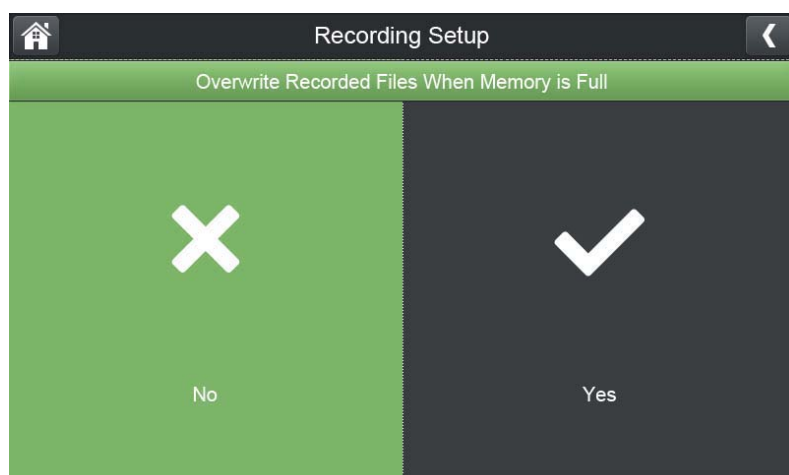 Recording Setup
Overwrite Recorded Files When Memory is Full
No
Yes